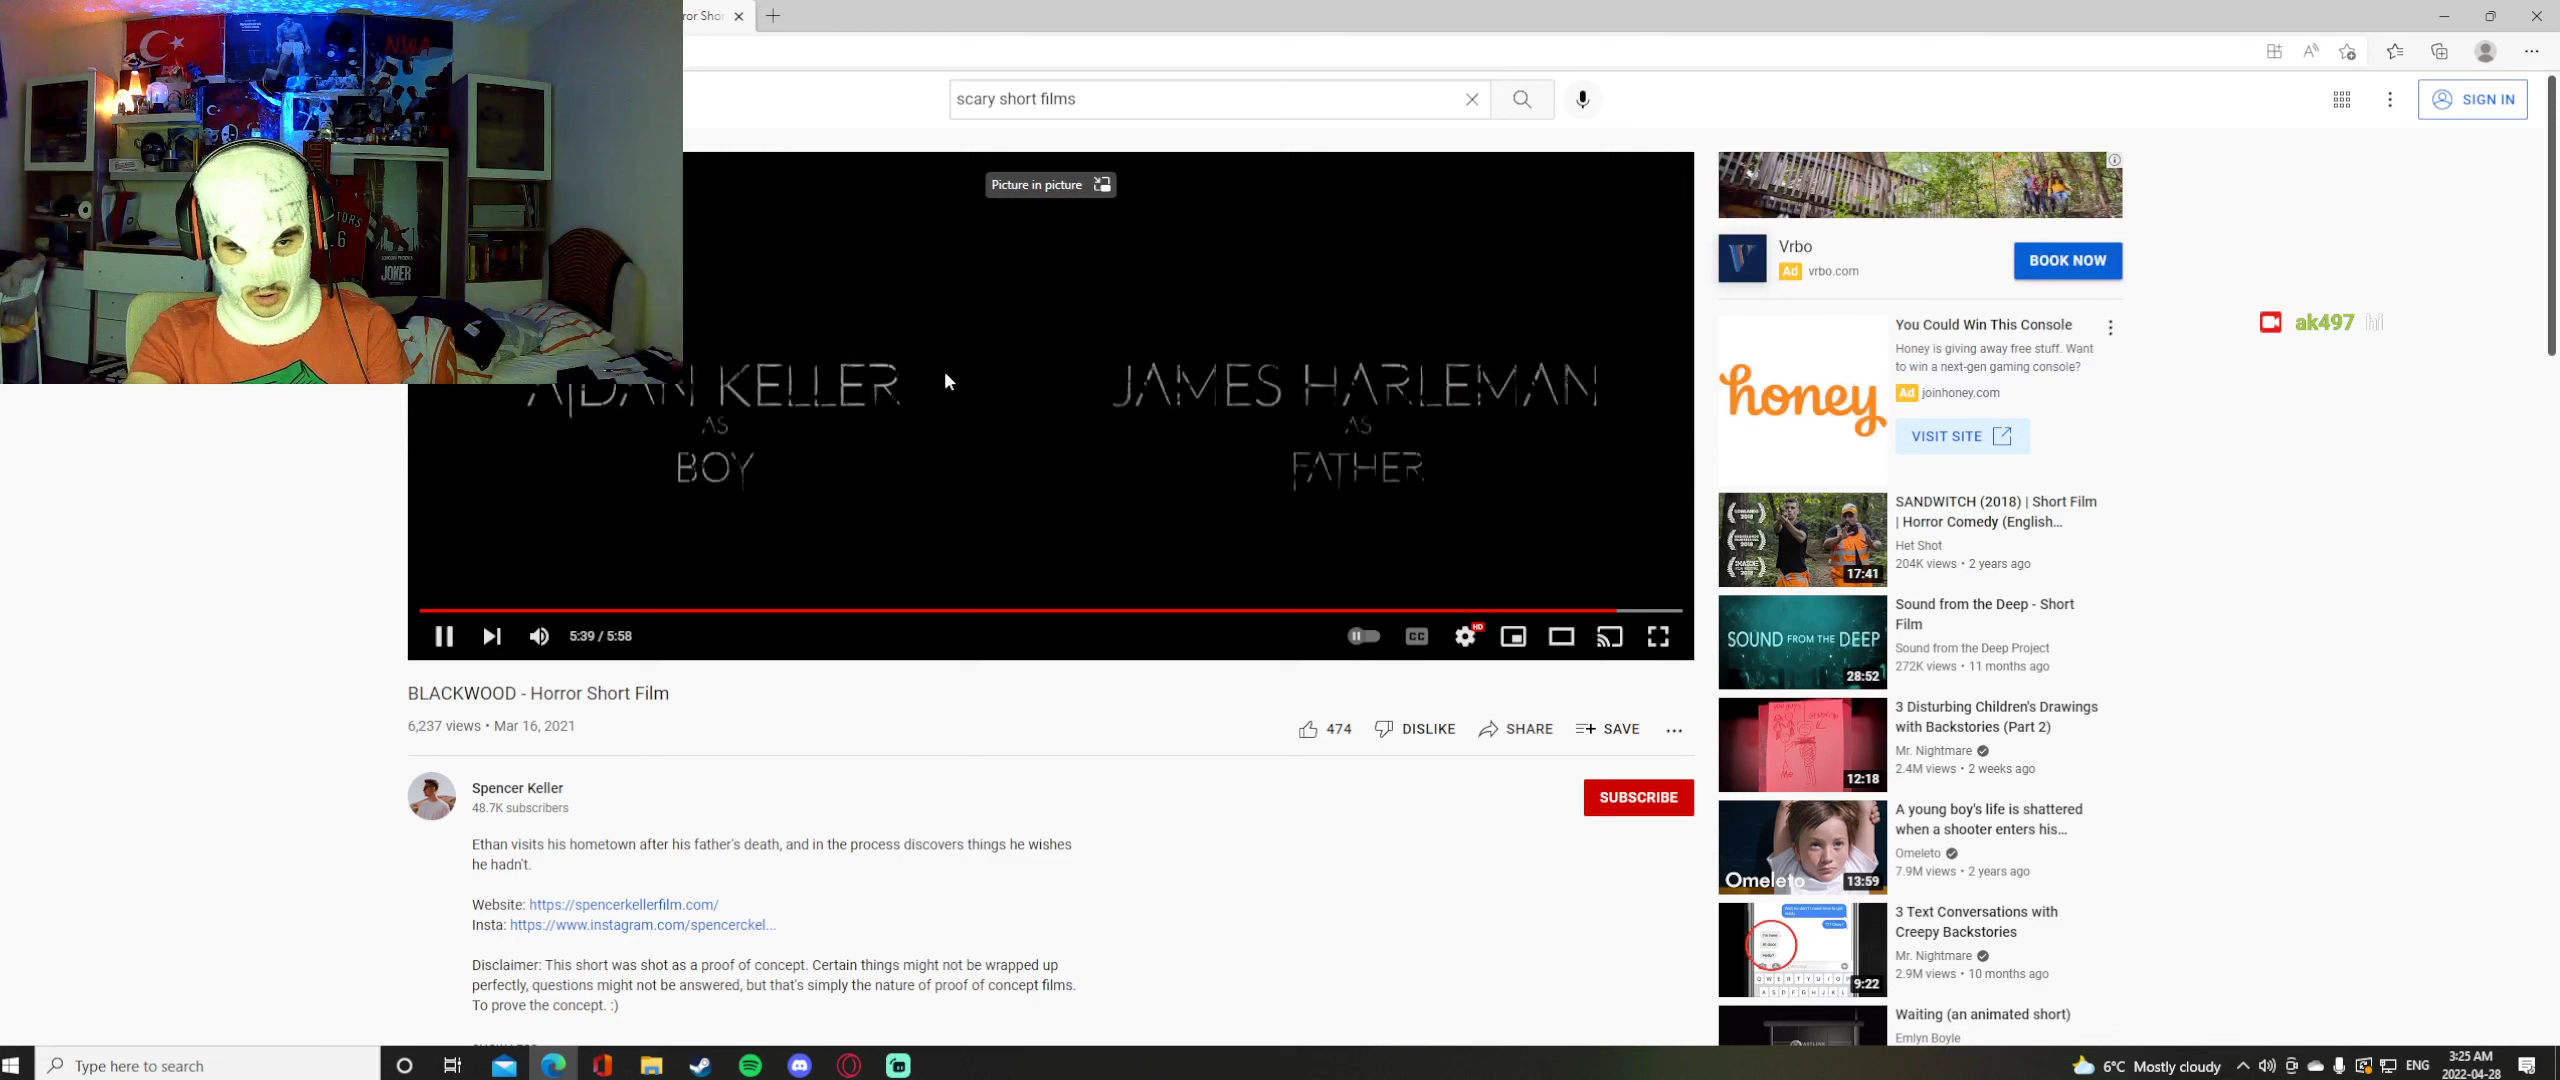 NWA
TORS
6
JOKER
ror Shor
scary short films
SIGN IN
Picture in picture
AIDAN KELLER
AS
BOY
JAMES HARLEMAN
AS
FATHER
5:39 / 5:58
CC
HD
BLACKWOOD - Horror Short Film
6,237 views • Mar 16, 2021
474
DISLIKE
SHARE
SAVE
Spencer Keller
48.7K subscribers
SUBSCRIBE
Ethan visits his hometown after his father's death, and in the process discovers things he wishes
he hadn't.
Website: https://spencerkellerfilm.com/
Insta: https://www.instagram.com/spencerckel...
Disclaimer: This short was shot as a proof of concept. Certain things might not be wrapped up
perfectly, questions might not be answered, but that's simply the nature of proof of concept films.
To prove the concept. :)
Vrbo
Ad vrbo.com
BOOK NOW
honey
You Could Win This Console
Honey is giving away free stuff. Want
to win a next-gen gaming console?
Ad joinhoney.com
VISIT SITE
17:41
SANDWITCH (2018) | Short Film
| Horror Comedy (English...
Het Shot
204K views • 2 years ago
SOUND FROM THE DEEP
28:52
Sound from the Deep - Short
Film
Sound from the Deep Project
272K views • 11 months ago
12:18
3 Disturbing Children's Drawings
with Backstories (Part 2)
Mr. Nightmare
2.4M views • 2 weeks ago
Omeleto
13:59
A young boy's life is shattered
when a shooter enters his...
Omeleto
7.9M views • 2 years ago
9:22
3 Text Conversations with
Creepy Backstories
Mr. Nightmare
2.9M views • 10 months ago
Waiting (an animated short)
Emlyn Boyle
ak497 hi
Type here to search
6°C Mostly cloudy
ENG
3:25 AM
2022-04-28